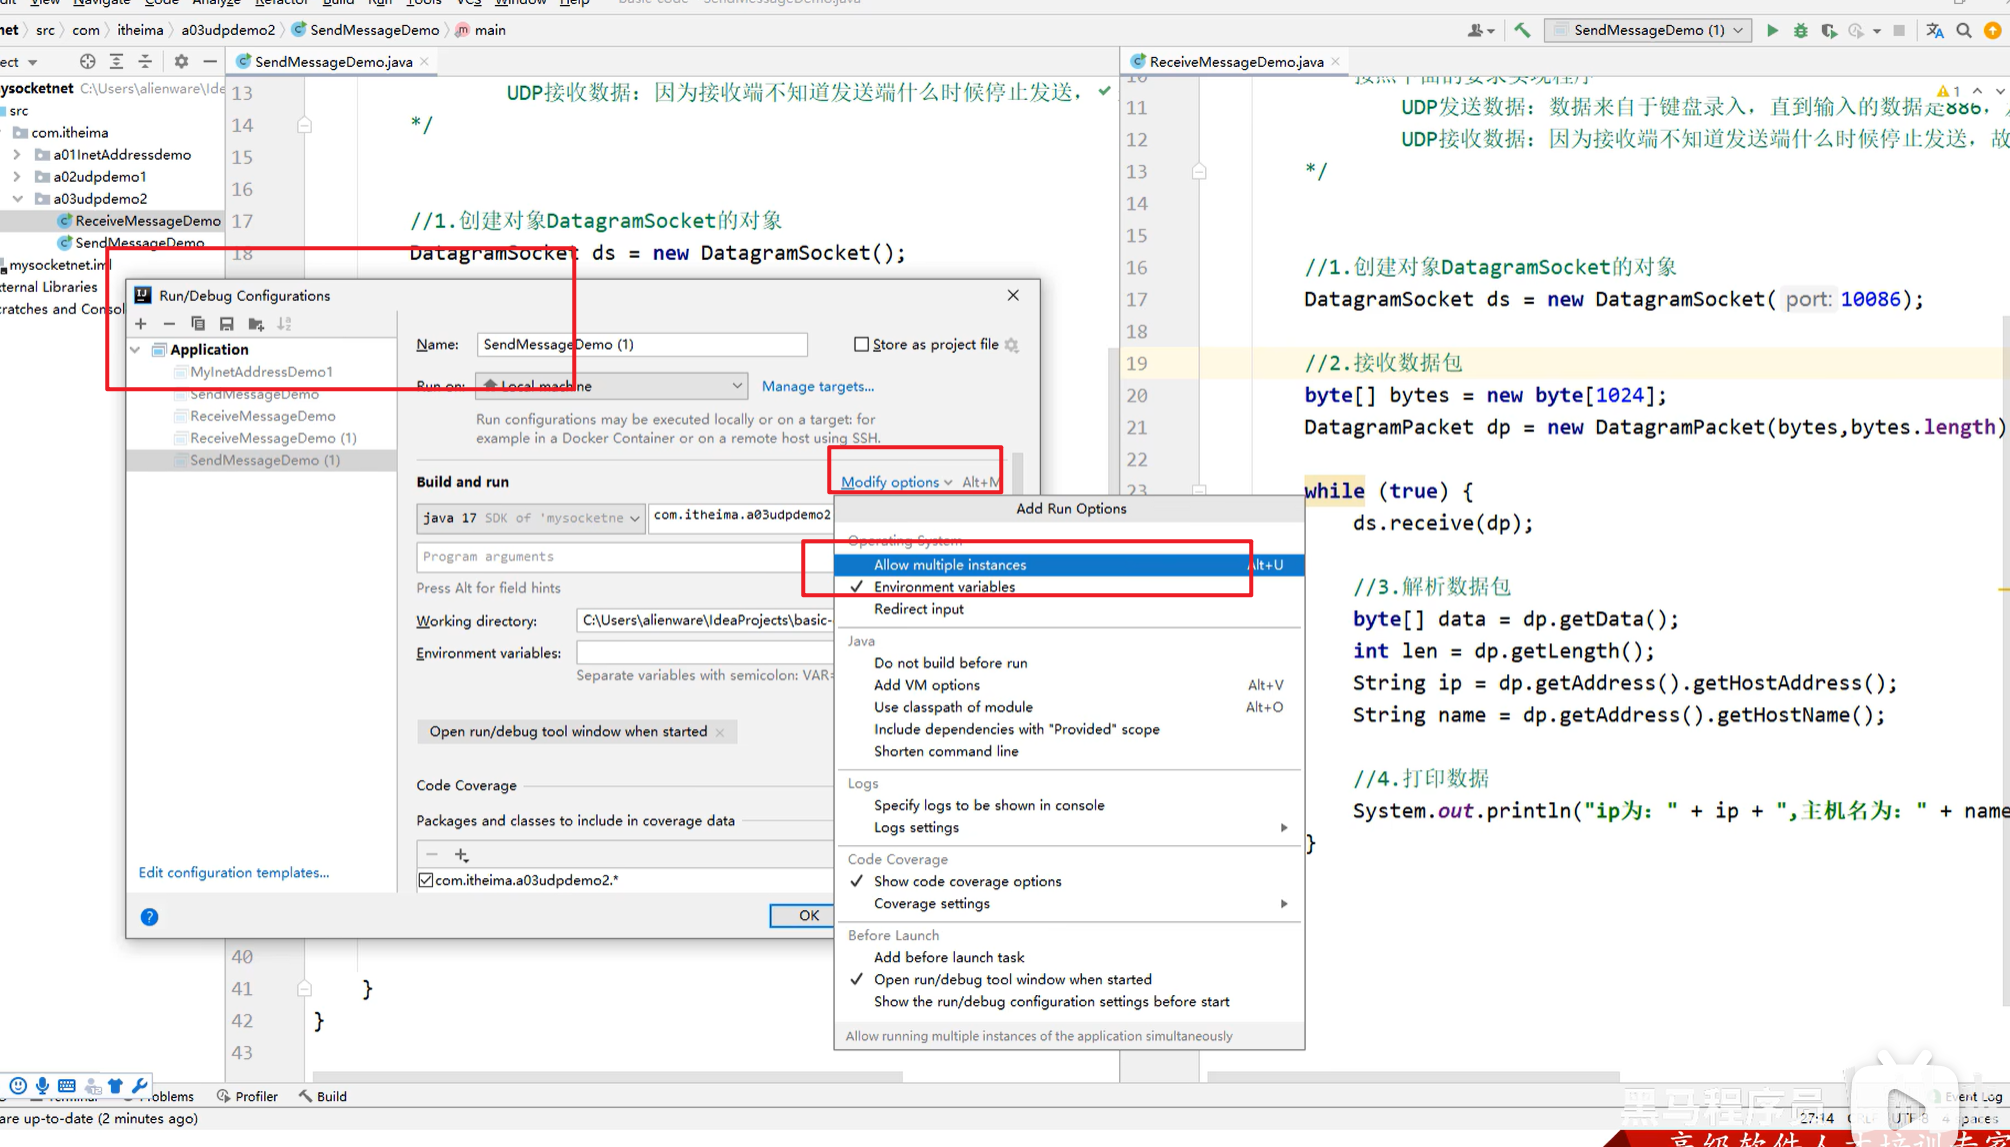 View Navigate Code Analyze Refactor Build Run Tools VCS Window Help
src com itheima a03udpdemo2 SendMessageDemo main
SendMessageDemo (1)
SendMessageDemo.java
ReceiveMessageDemo.java
C:\Users\alienware\Ide
src
com.itheima
a01InetAddressdemo
a02udpdemo1
a03udpdemo2
ReceiveMessageDemo
SendMessageDemo
mysocketnet.iml
13 UDP接收数据：因为接收端不知道发送端什么时候停止发送，
14 */
15
16
17 //1.创建对象DatagramSocket的对象
18 DatagramSocket ds = new DatagramSocket();
Run/Debug Configurations
Application
MyInetAddressDemo1
SendMessageDemo
ReceiveMessageDemo
ReceiveMessageDemo (1)
SendMessageDemo (1)
Edit configuration templates...
Name: SendMessageDemo (1) Store as project file
Run on: Local machine Manage targets...
Run configurations may be executed locally or on a target: for
example in a Docker Container or on a remote host using SSH.
Build and run Modify options Alt+M
java 17 SDK of 'mysocketne com.itheima.a03udpdemo2
Program arguments
Press Alt for field hints
Working directory: C:\Users\alienware\IdeaProjects\basic-
Environment variables:
Separate variables with semicolon: VAR=
Open run/debug tool window when started
Code Coverage
Packages and classes to include in coverage data
com.itheima.a03udpdemo2.*
OK
Add Run Options
Operating System
Allow multiple instances Alt+U
Environment variables
Redirect input
Java
Do not build before run
Add VM options Alt+V
Use classpath of module Alt+O
Include dependencies with "Provided" scope
Shorten command line
Logs
Specify logs to be shown in console
Logs settings
Code Coverage
Show code coverage options
Coverage settings
Before Launch
Add before launch task
Open run/debug tool window when started
Show the run/debug configuration settings before start
Allow running multiple instances of the application simultaneously
40
41 }
42 }
43
1
11 UDP发送数据：数据来自于键盘录入，直到输入的数据是886，
12 UDP接收数据：因为接收端不知道发送端什么时候停止发送，故
13 */
14
15
16 //1.创建对象DatagramSocket的对象
17 DatagramSocket ds = new DatagramSocket( port: 10086);
18
19 //2.接收数据包
20 byte[] bytes = new byte[1024];
21 DatagramPacket dp = new DatagramPacket(bytes,bytes.length)
22
23 while (true) {
ds.receive(dp);
//3.解析数据包
byte[] data = dp.getData();
int len = dp.getLength();
String ip = dp.getAddress().getHostAddress();
String name = dp.getAddress().getHostName();
//4.打印数据
System.out.println("ip为：" + ip + ",主机名为：" + name
}
Profiler Build
Event Log
are up-to-date (2 minutes ago)
27:14 CRLF UTF-8 4 spaces